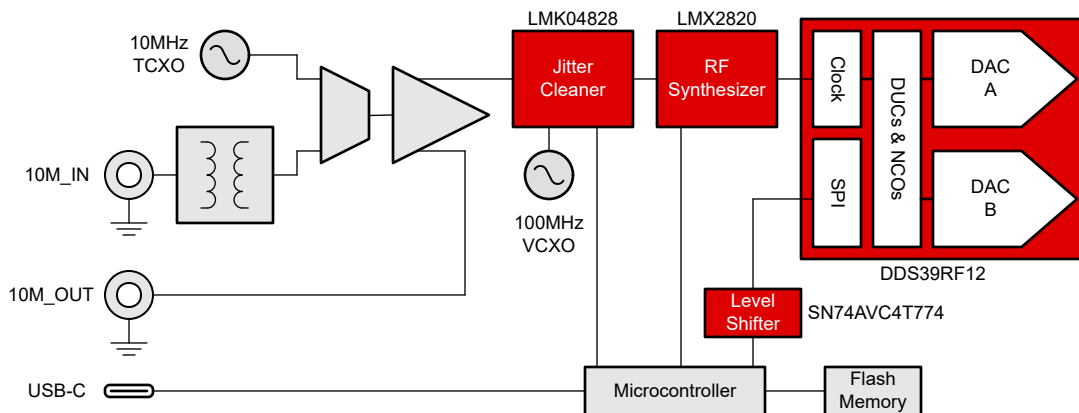 10MHz
TCXO
LMK04828
LMX2820
Jitter
Cleaner
RF
Synthesizer
Clock
DUCs & NCOs
DAC
A
10M_IN
100MHz
VCXO
SPI
DAC
B
DDS39RF12
10M_OUT
Level
Shifter
SN74AVC4T774
USB-C
Microcontroller
Flash
Memory